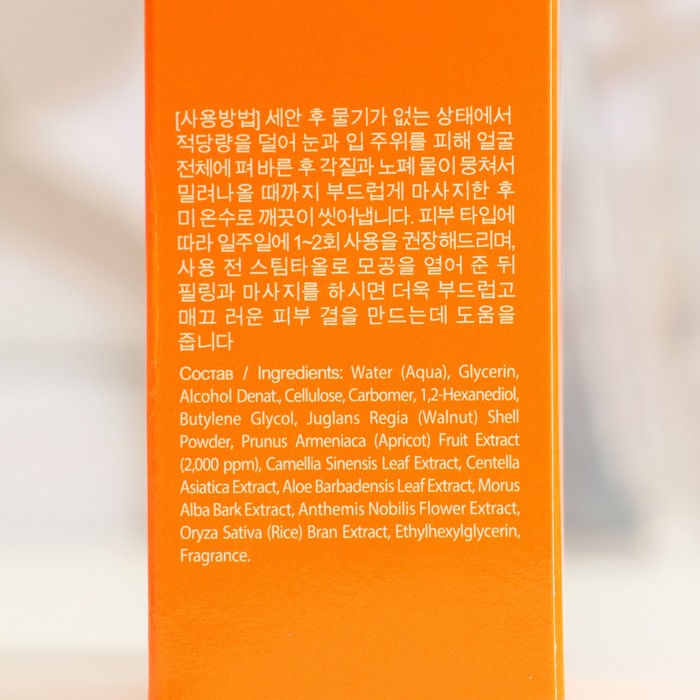 [사용방법] 세안 후 물기가 없는 상태에서
적당량을 덜어 눈과 입 주위를 피해 얼굴
전체에 펴 바른 후 각질과 노폐 물이 뭉쳐서
밀려나올 때까지 부드럽게 마사지한 후
미 온수로 깨끗이 씻어냅니다. 피부 타입에
따라 일주일에 1~2회 사용을 권장해드리며,
사용 전 스팀타올로 모공을 열어 준 뒤
필링과 마사지를 하시면 더욱 부드럽고
매끄 러운 피부 결을 만드는데 도움을
줍니다
Состав / Ingredients: Water (Aqua), Glycerin,
Alcohol Denat., Cellulose, Carbomer, 1,2-Hexanediol,
Butylene Glycol, Juglans Regia (Walnut) Shell
Powder, Prunus Armeniaca (Apricot) Fruit Extract
(2,000 ppm), Camellia Sinensis Leaf Extract, Centella
Asiatica Extract, Aloe Barbadensis Leaf Extract, Morus
Alba Bark Extract, Anthemis Nobilis Flower Extract,
Oryza Sativa (Rice) Bran Extract, Ethylhexylglycerin,
Fragrance.